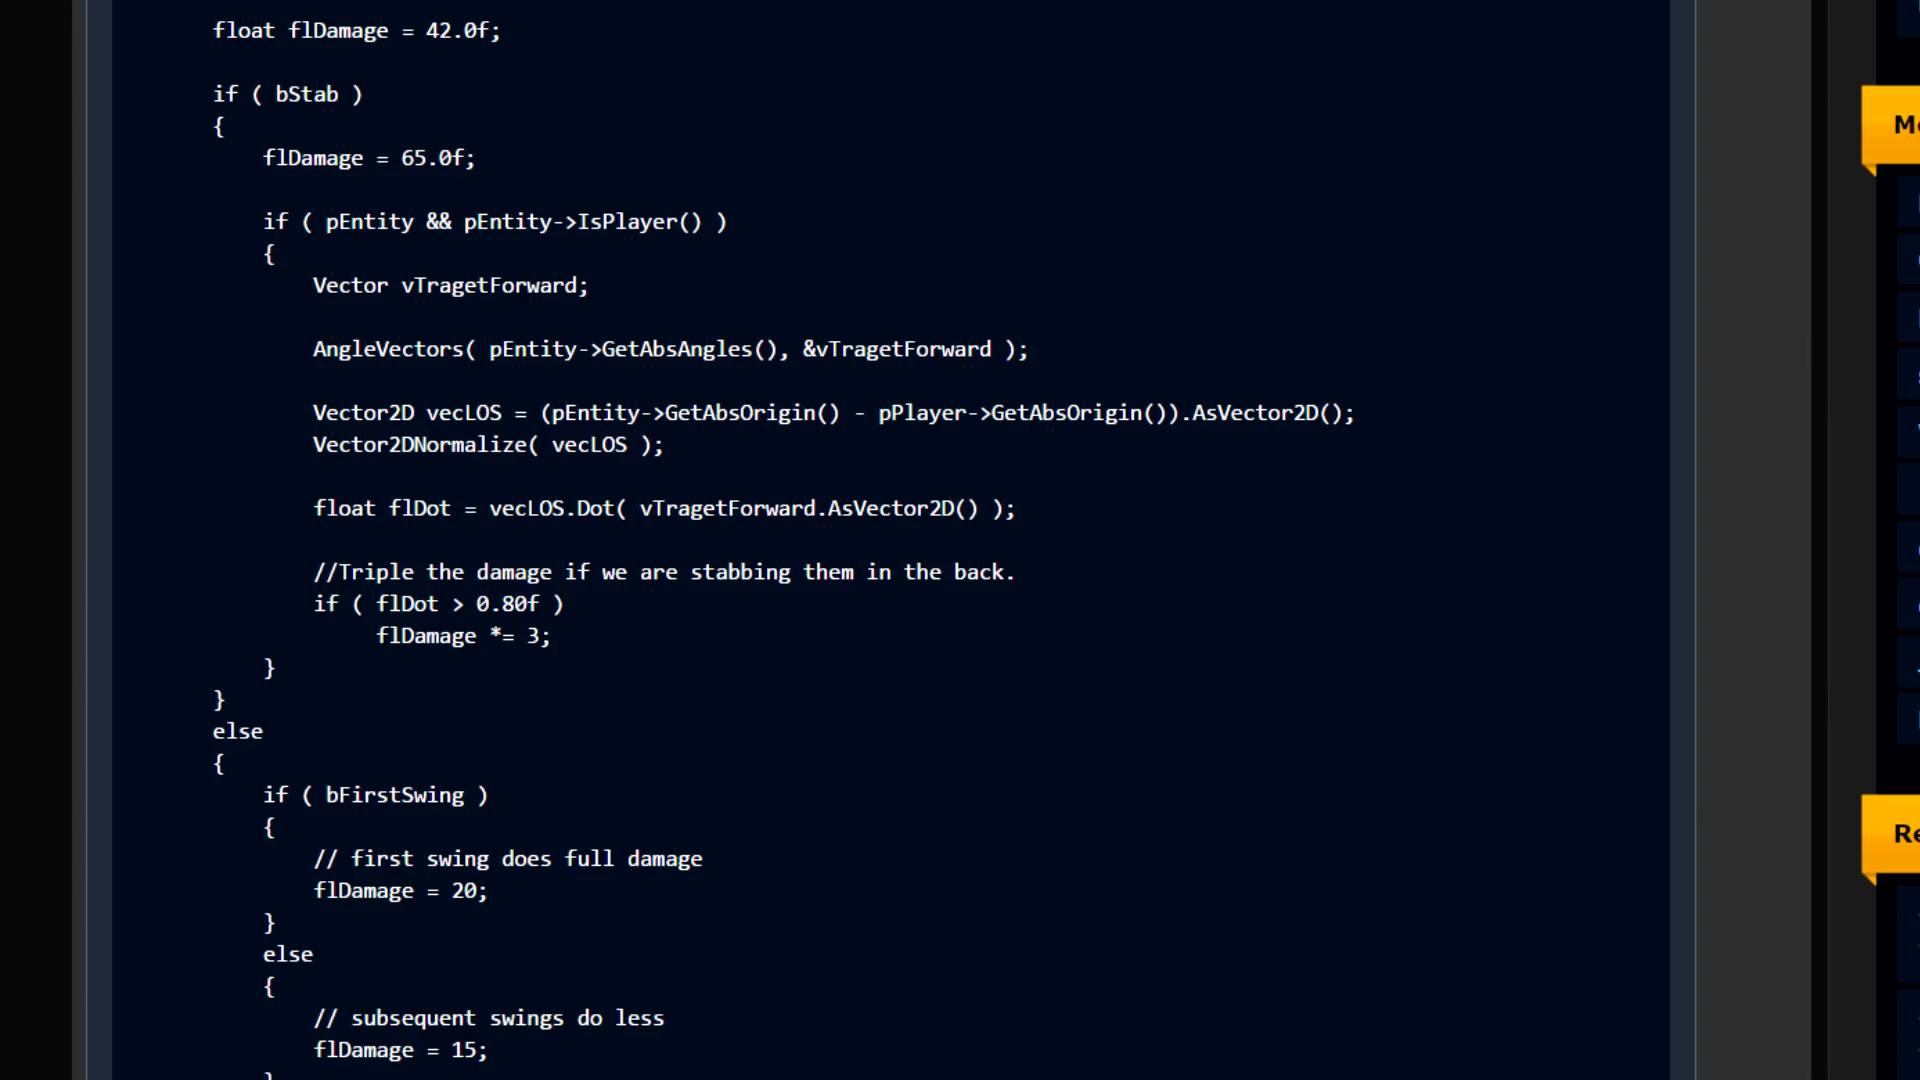 float flDamage = 42.0f;
if ( bStab )
{
flDamage = 65.0f;
if ( pEntity && pEntity->IsPlayer() )
{
Vector vTragetForward;
AngleVectors( pEntity->GetAbsAngles(), &vTragetForward );
Vector2D vecLOS = (pEntity->GetAbsOrigin() - pPlayer->GetAbsOrigin()).AsVector2D();
Vector2DNormalize( vecLOS );
float flDot = vecLOS.Dot( vTragetForward.AsVector2D() );
//Triple the damage if we are stabbing them in the back.
if ( flDot > 0.80f )
flDamage *= 3;
}
}
else
{
if ( bFirstSwing )
{
// first swing does full damage
flDamage = 20;
}
else
{
// subsequent swings do less
flDamage = 15;